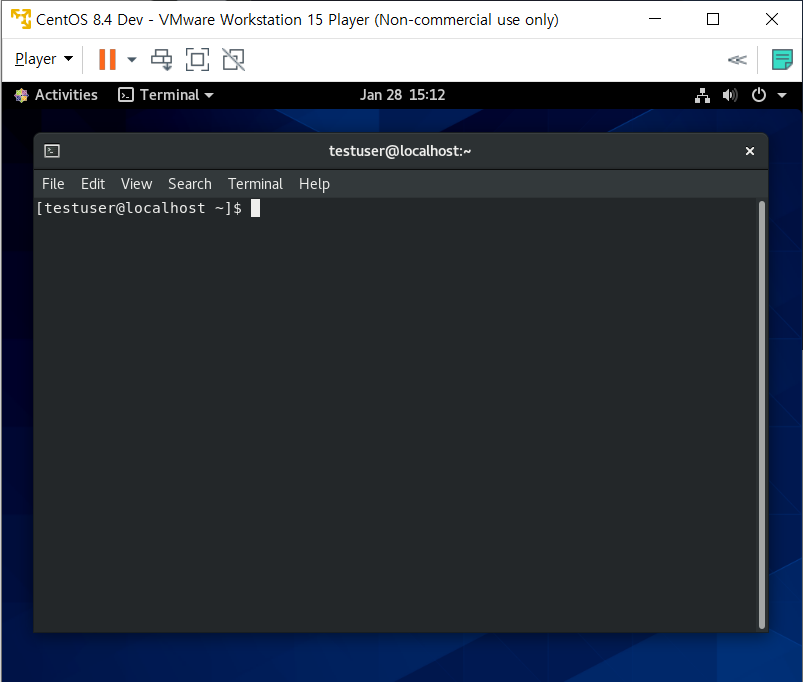 CentOS 8.4 Dev - VMware Workstation 15 Player (Non-commercial use only)
Player
Activities Terminal Jan 28 15:12
testuser@localhost:~
File Edit View Search Terminal Help
[testuser@localhost ~]$